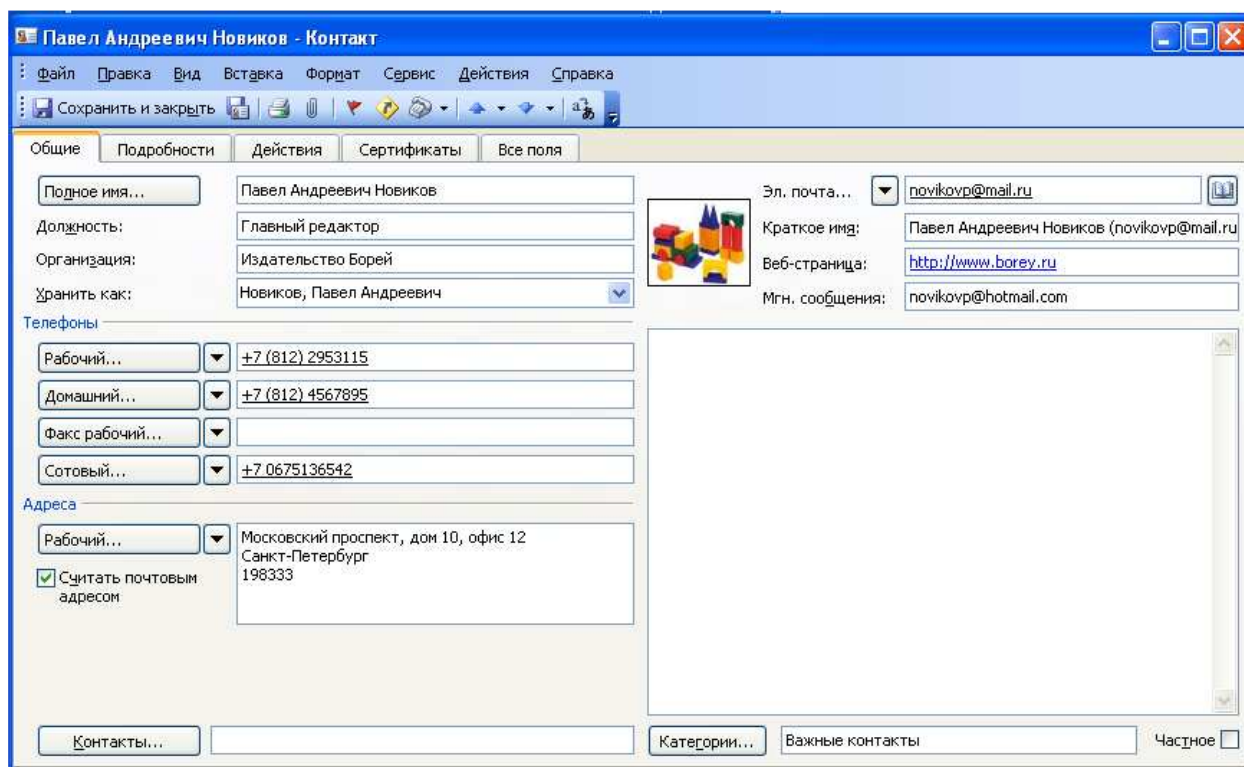 Павел Андреевич Новиков - Контакт
Файл Правка Вид Вставка Формат Сервис Действия Справка
Сохранить и закрыть
Общие Подробности Действия Сертификаты Все поля
Полное имя... Павел Андреевич Новиков
Должность: Главный редактор
Организация: Издательство Борей
Хранить как: Новиков, Павел Андреевич
Эл. почта... novikovp@mail.ru
Краткое имя: Павел Андреевич Новиков (novikovp@mail.ru
Веб-страница: http://www.borey.ru
Мгн. сообщения: novikovp@hotmail.com
Телефоны
Рабочий... +7 (812) 2953115
Домашний... +7 (812) 4567895
Факс рабочий...
Сотовый... +7 0675136542
Адреса
Рабочий... Московский проспект, дом 10, офис 12
Санкт-Петербург
198333
Считать почтовым
адресом
Контакты... Категории... Важные контакты Частное